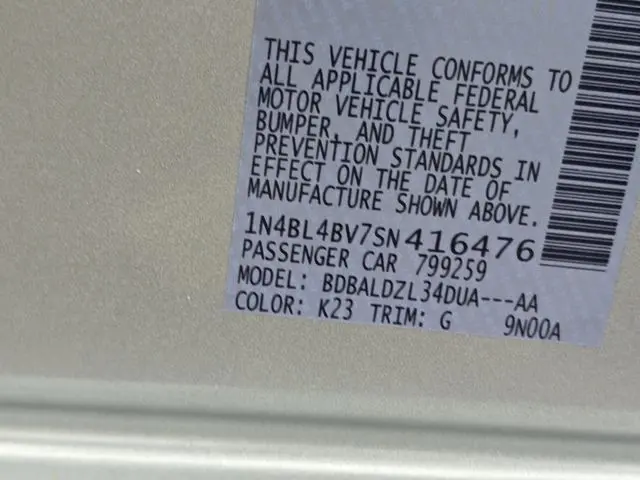 THIS VEHICLE CONFORMS TO
ALL APPLICABLE FEDERAL
MOTOR VEHICLE SAFETY,
BUMPER, AND THEFT
PREVENTION STANDARDS IN
EFFECT ON THE DATE OF
MANUFACTURE SHOWN ABOVE.
1N4BL4BV7SN416476
PASSENGER CAR 799259
MODEL: BDBALDZL34DUA---AA
COLOR: K23 TRIM: G 9N00A